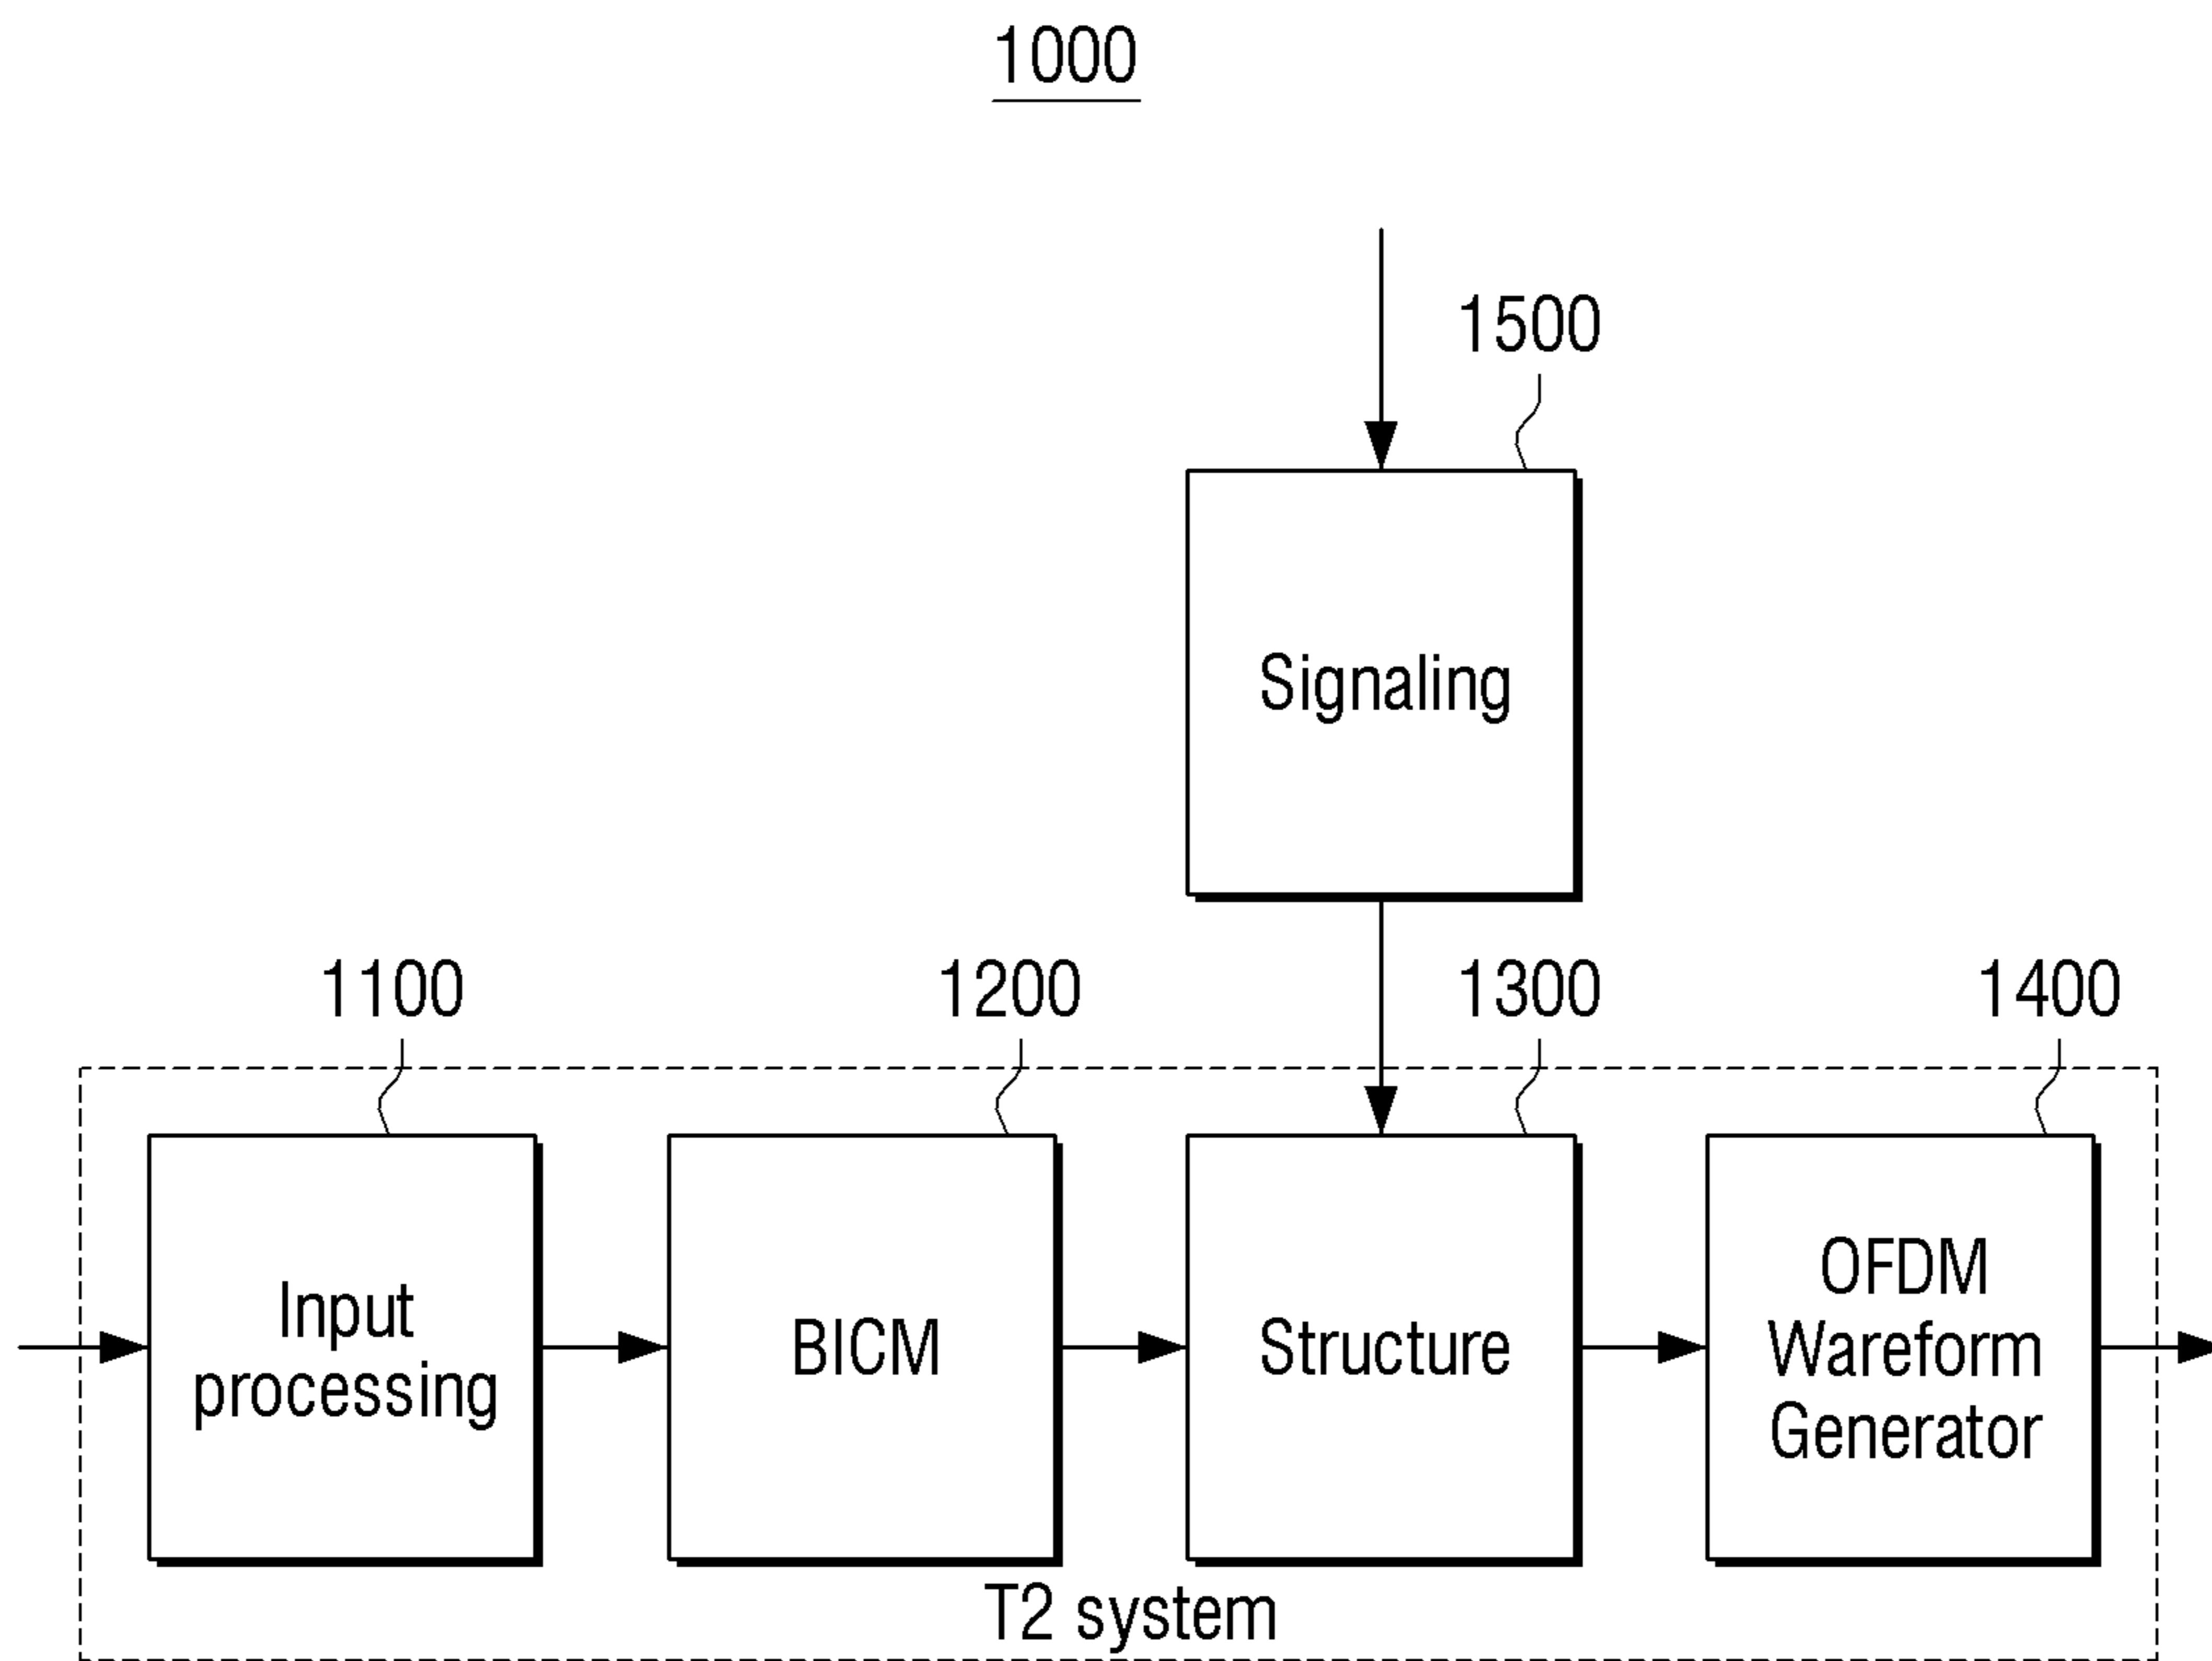 1000
1500
Signaling
1100
1200
1300
1400
Input
processing
BICM
Structure
OFDM
Wareform
Generator
T2 system